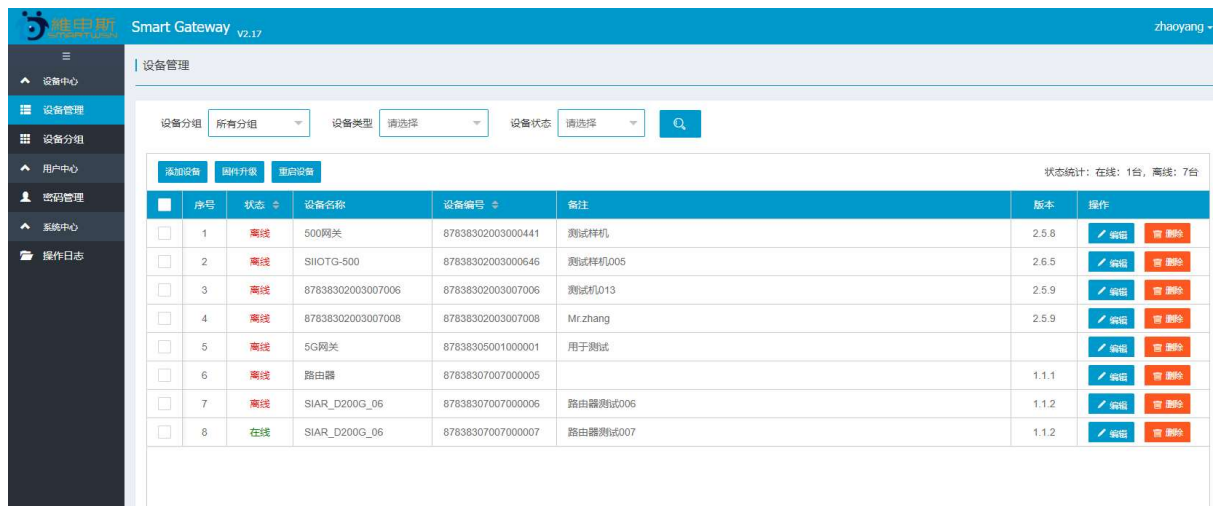 維申斯 Smart Gateway V2.17 zhaoyang
SMARTWSN
设备管理
设备中心
设备管理
设备分组
用户中心
密码管理
系统中心
操作日志
设备分组 所有分组 设备类型 请选择 设备状态 请选择
添加设备 固件升级 重启设备 状态统计：在线：1台，离线：7台
序号 状态 设备名称 设备编号 备注 版本 操作
1 离线 500网关 87838302003000441 测试样机 2.5.8 编辑 删除
2 离线 SIIOTG-500 87838302003000646 测试样机005 2.6.5 编辑 删除
3 离线 87838302003007006 87838302003007006 测试机013 2.5.9 编辑 删除
4 离线 87838302003007008 87838302003007008 Mr.zhang 2.5.9 编辑 删除
5 离线 5G网关 87838305001000001 用于测试 编辑 删除
6 离线 路由器 87838307007000005 1.1.1 编辑 删除
7 离线 SIAR_D200G_06 87838307007000006 路由器测试006 1.1.2 编辑 删除
8 在线 SIAR_D200G_06 87838307007000007 路由器测试007 1.1.2 编辑 删除